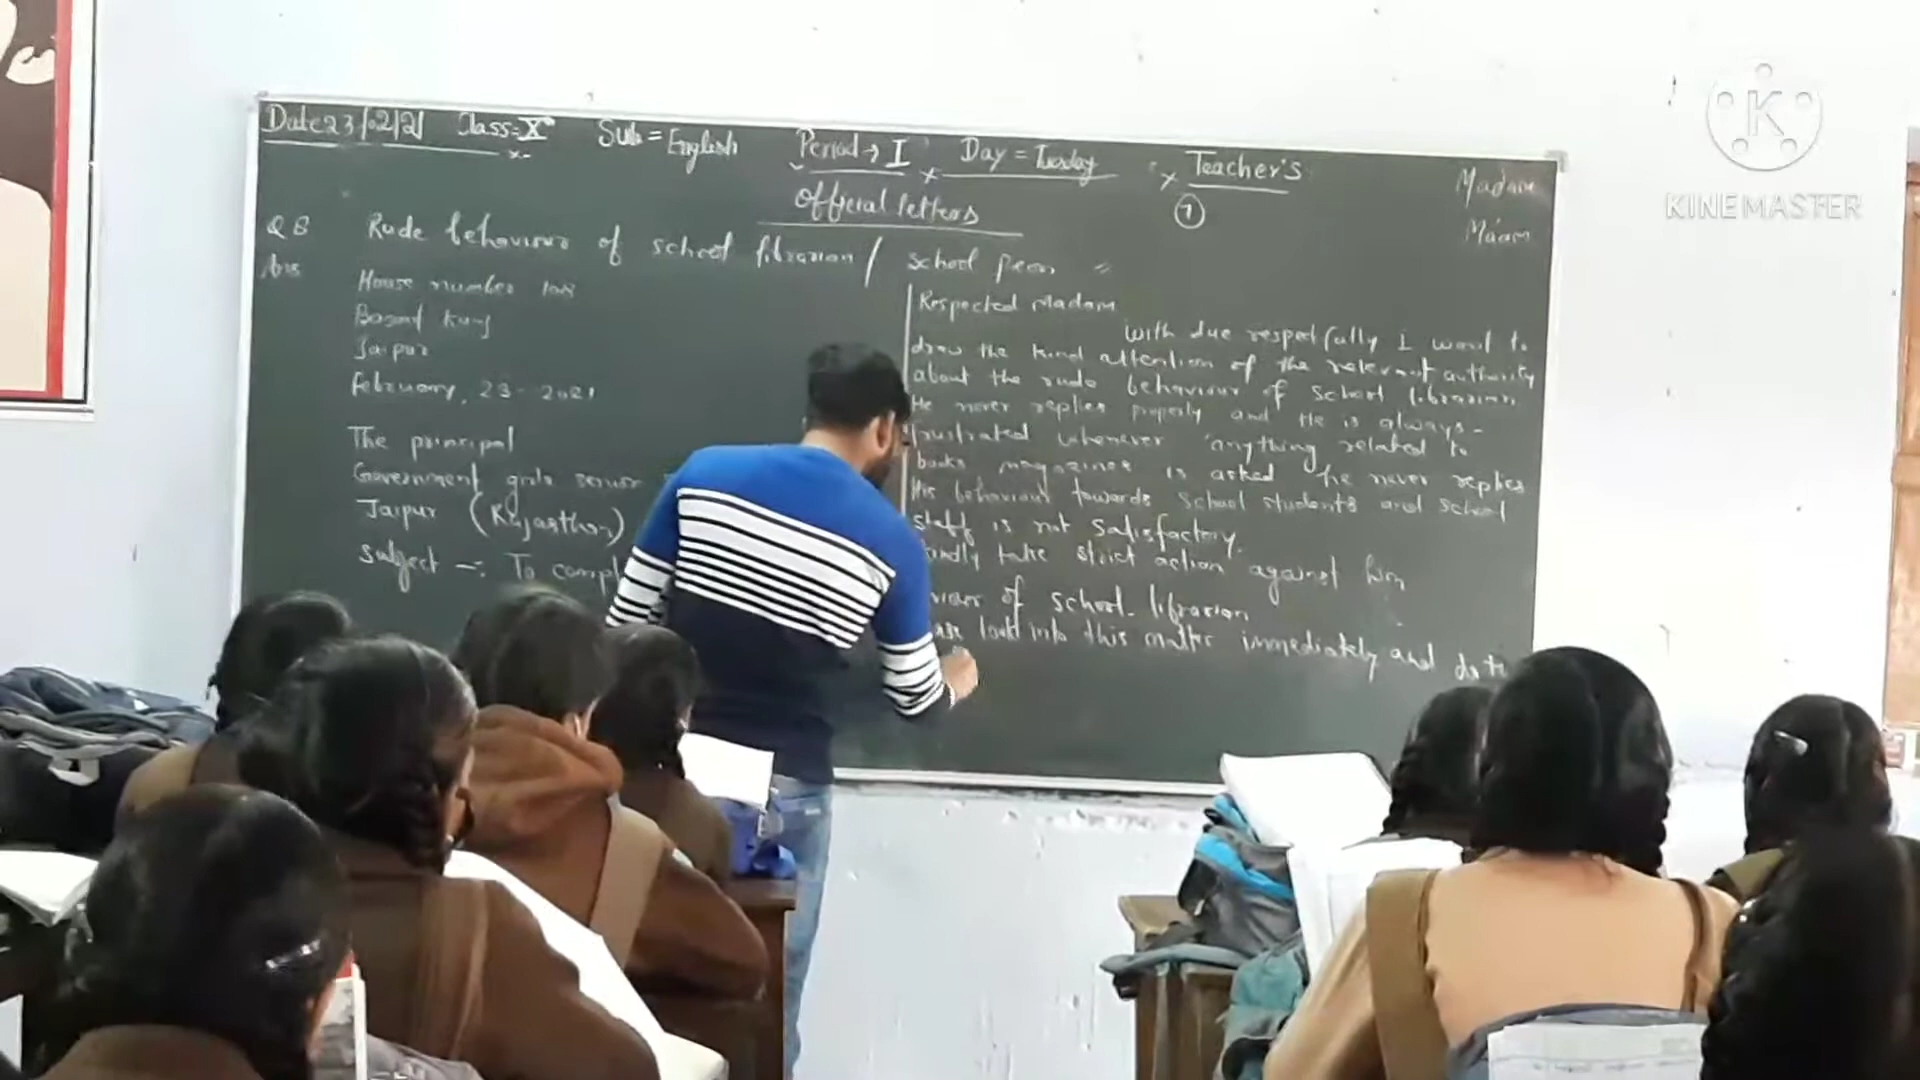 Date 23/02/21 Class=X Sub=English Period → I Day = Tuesday Teacher's
Official letters
1
Madam
Ma'am
Q 8 Rude behaviour of school librarian / school peon =
Ans
House number 108
Basant Kunj
Jaipur
february, 23-2021
The principal
Government girls senior
Jaipur (Rajasthan)
Subject -: To compl
Respected Madam
With due respectfully I want to
draw the kind attention of the relevant authority
about the rude behaviour of school librarian
He never replies properly and He is always-
frustrated whenever anything related to
books magazines is asked he never replies
His behaviour towards School students and school
staff is not satisfactory.
kindly take strict action against him
of school librarian
look into this matter immediately and do
KINEMASTER